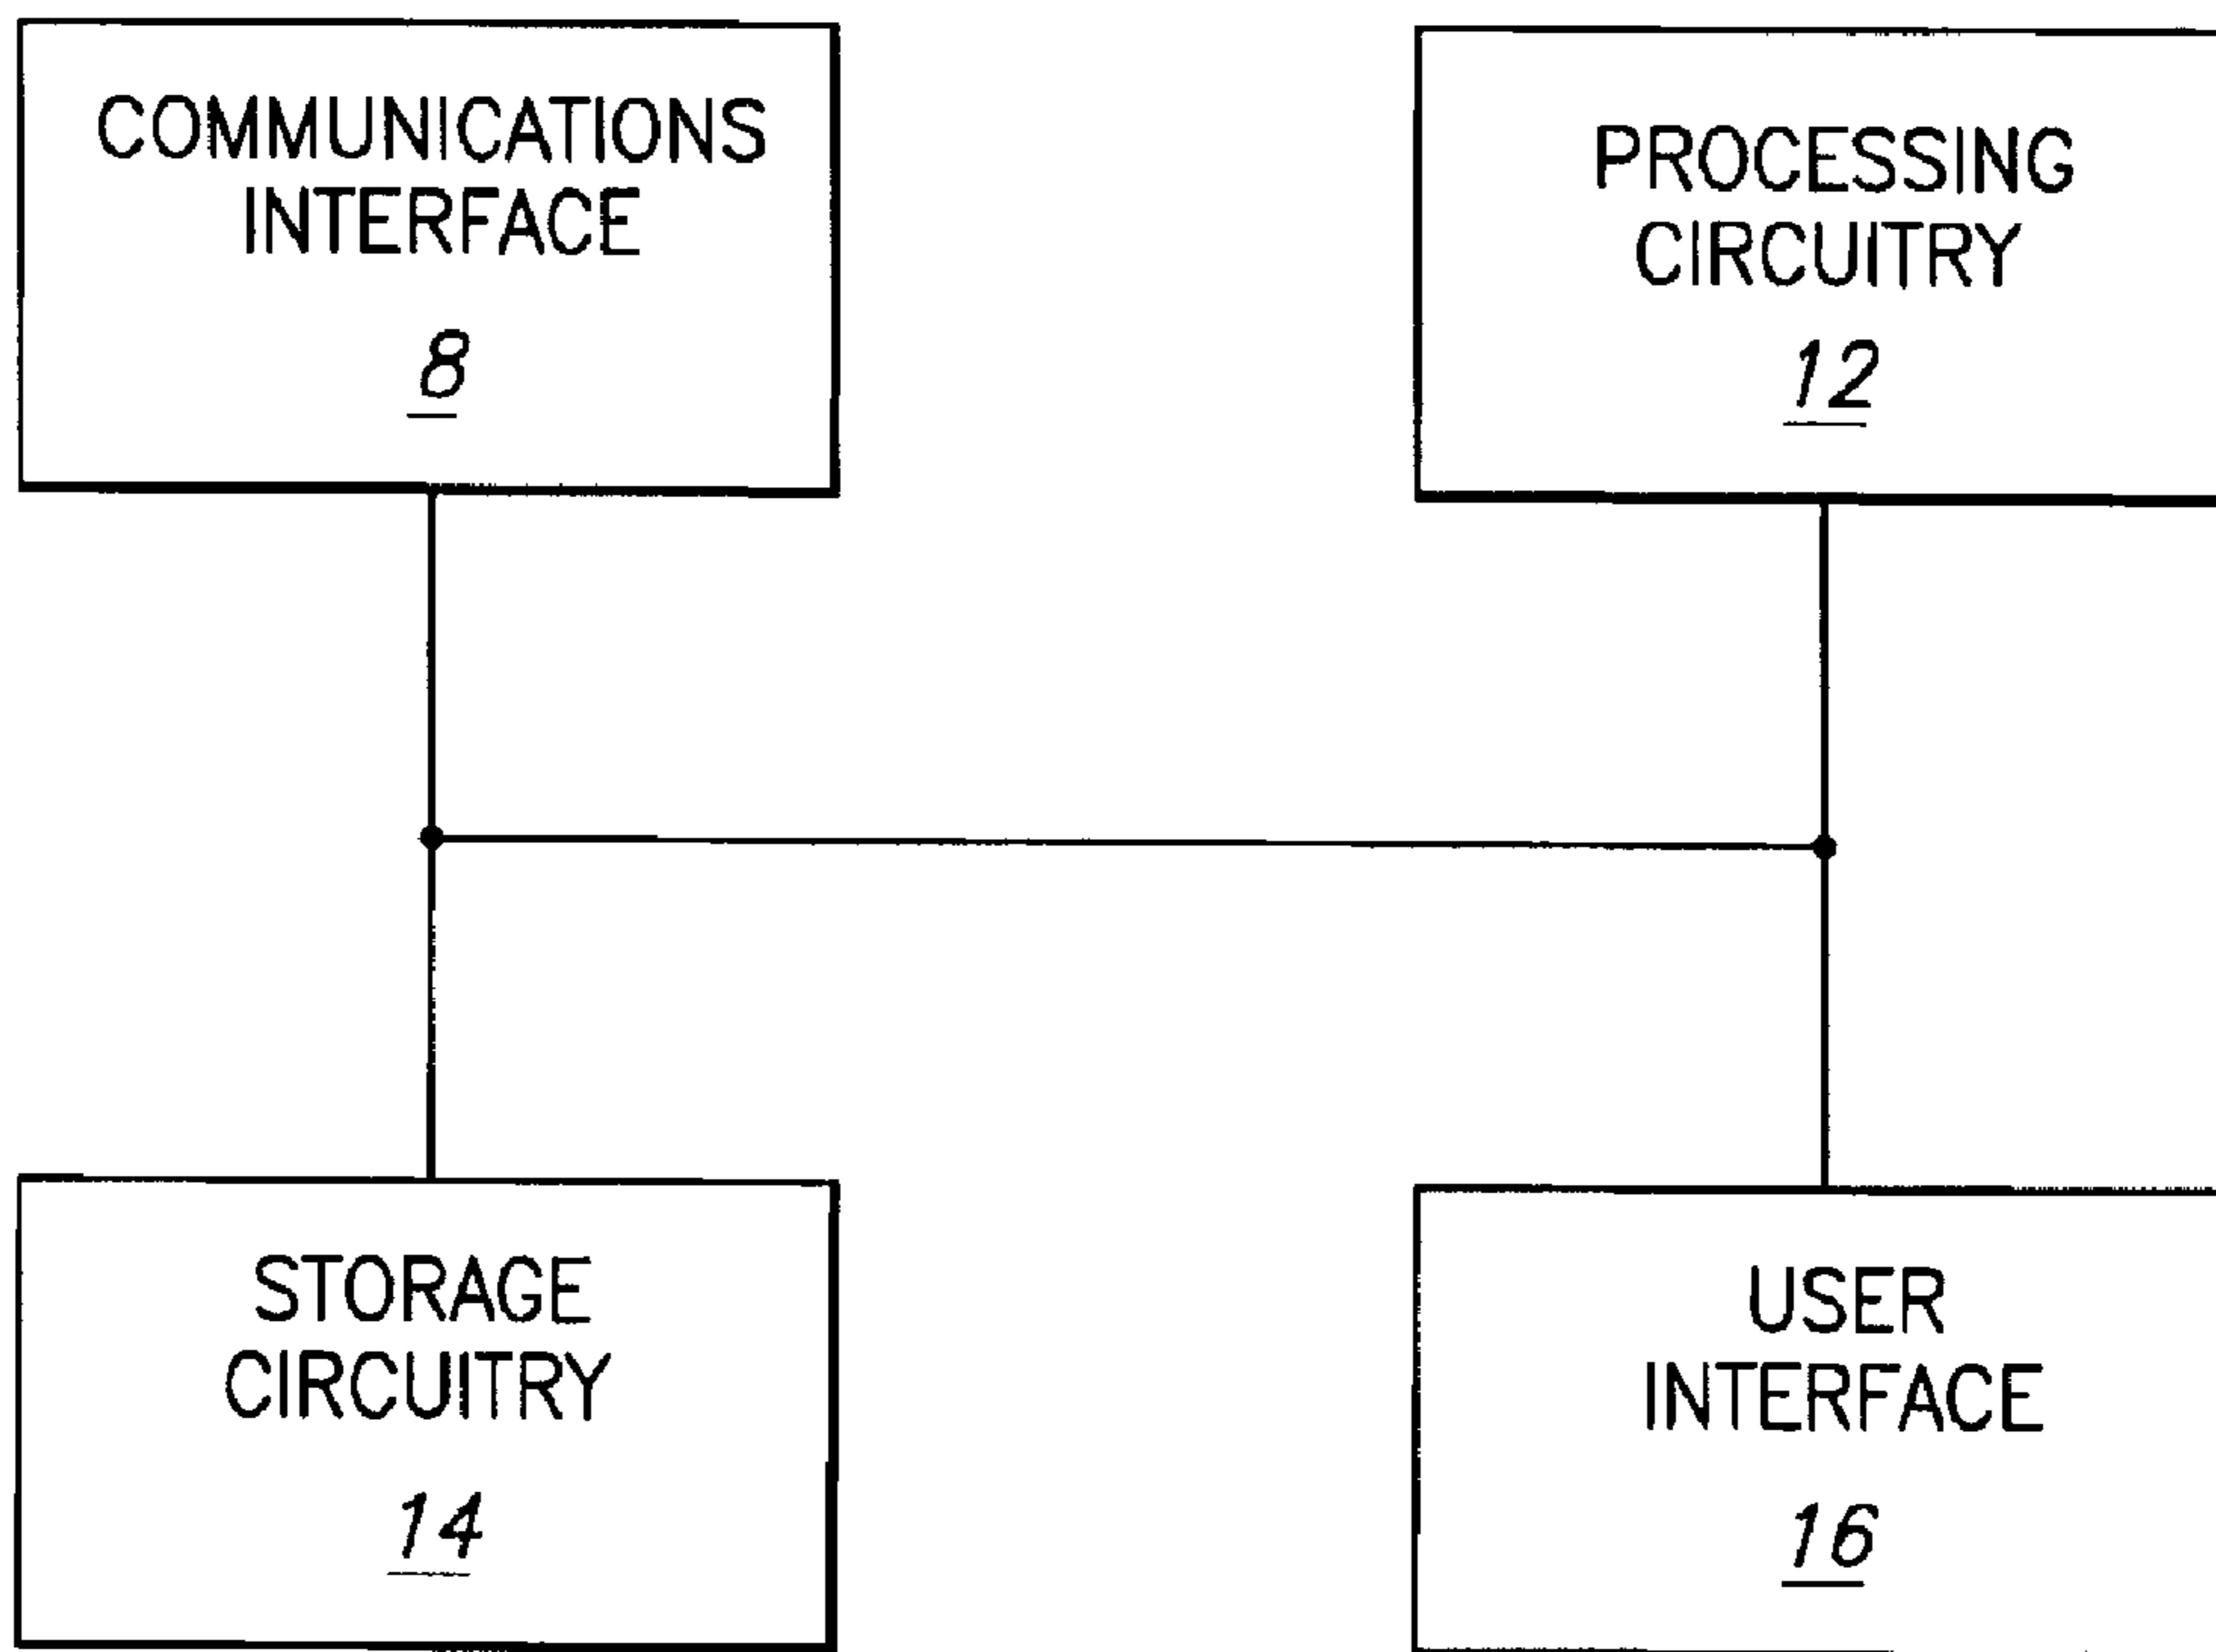 COMMUNICATIONS
INTERFACE
8
PROCESSING
CIRCUITRY
12
STORAGE
CIRCUITRY
14
USER
INTERFACE
16